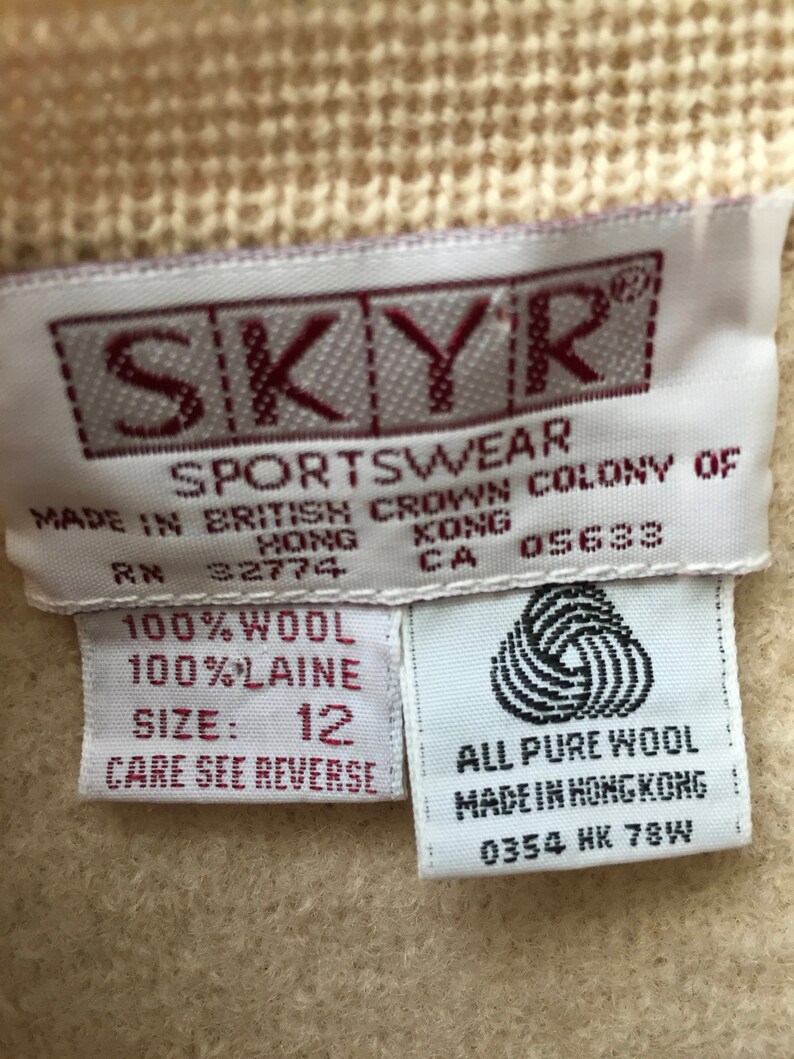 SKYR®
SPORTSWEAR
MADE IN BRITISH CROWN COLONY OF
HONG KONG
RN 32774 CA 05633
100% WOOL
100% LAINE
SIZE: 12
CARE SEE REVERSE
ALL PURE WOOL
MADE IN HONG KONG
0354 HK 78W